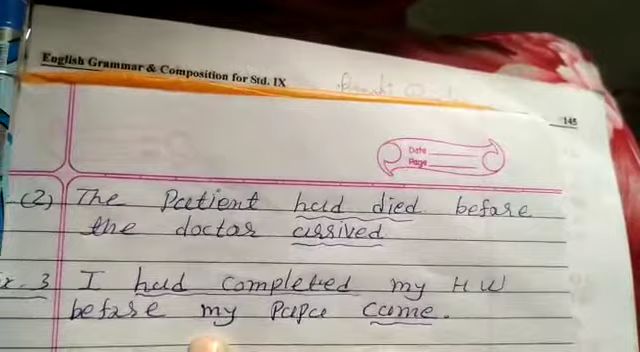 English Grammar & Composition for Std. IX
145
Date
Page
(2) The Patient had died before
the doctor arrived
Ex. 3 I had completed my HW
before my Papa came.